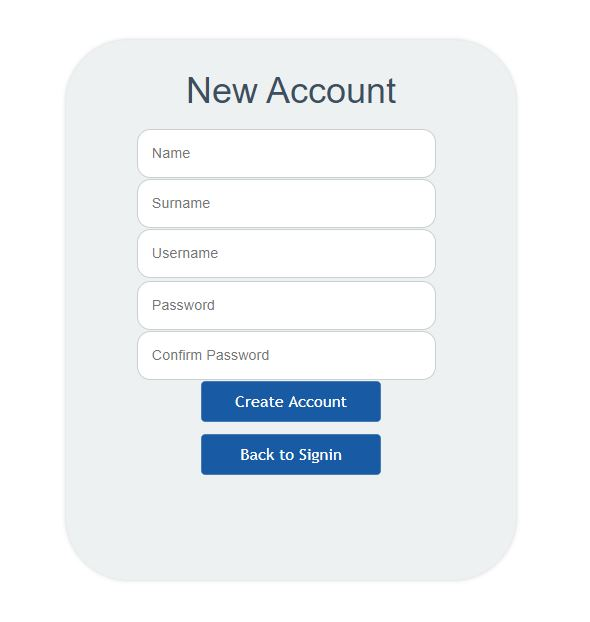 New Account
Name
Surname
Username
Password
Confirm Password
Create Account
Back to Signin